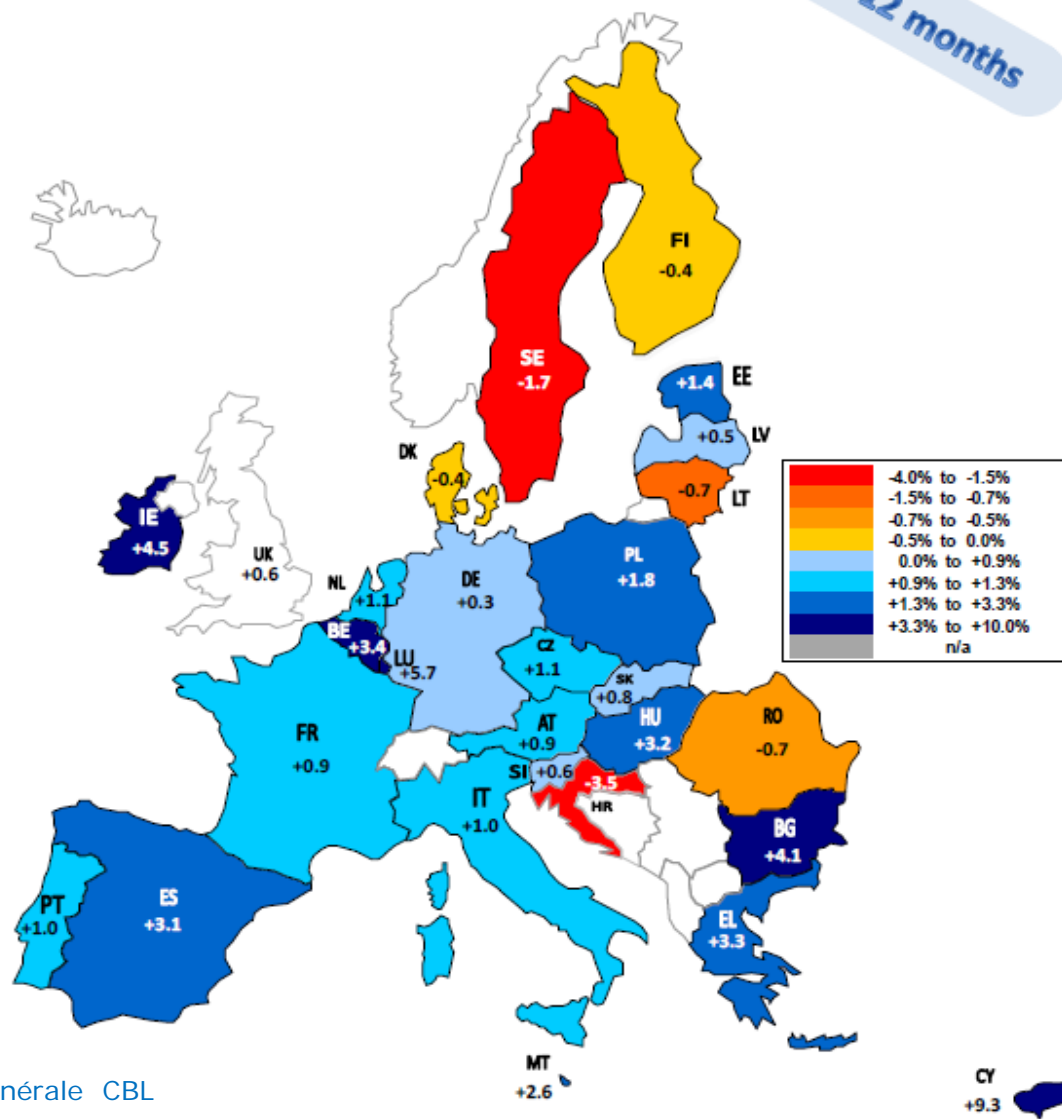 12 months
FI
-0.4
SE
-1.7
+1.4 EE
+0.5 LV
DK
-0.4
-0.7 LT
-4.0% to -1.5%
-1.5% to -0.7%
-0.7% to -0.5%
-0.5% to 0.0%
0.0% to +0.9%
+0.9% to +1.3%
+1.3% to +3.3%
+3.3% to +10.0%
n/a
IE
+4.5
UK
+0.6
NL
+1.1
DE
+0.3
PL
+1.8
BE
+3.4
LU
+5.7
CZ
+1.1
SK
+0.8
FR
+0.9
AT
+0.9
HU
+3.2
RO
-0.7
SI +0.6
-3.5
HR
IT
+1.0
BG
+4.1
PT
+1.0
ES
+3.1
EL
+3.3
MT
+2.6
CY
+9.3
nérale CBL